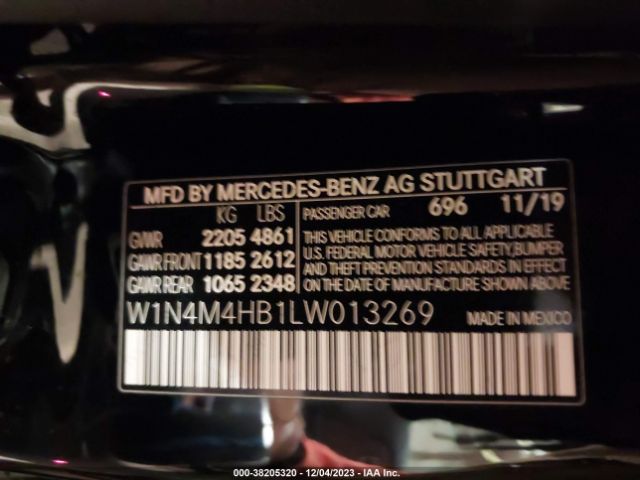 MFD BY MERCEDES-BENZ AG STUTTGART
KG LBS PASSENGER CAR 696 11/19
GVWR 2205 4861 THIS VEHICLE CONFORMS TO ALL APPLICABLE
GAWR FRONT 1185 2612 U.S. FEDERAL MOTOR VEHICLE SAFETY, BUMPER
AND THEFT PREVENTION STANDARDS IN EFFECT
GAWR REAR 1065 2348 ON THE DATE OF MANUFACTURE SHOWN ABOVE
W1N4M4HB1LW013269 MADE IN MEXICO
000-38205320 - 12/04/2023 - IAA Inc.